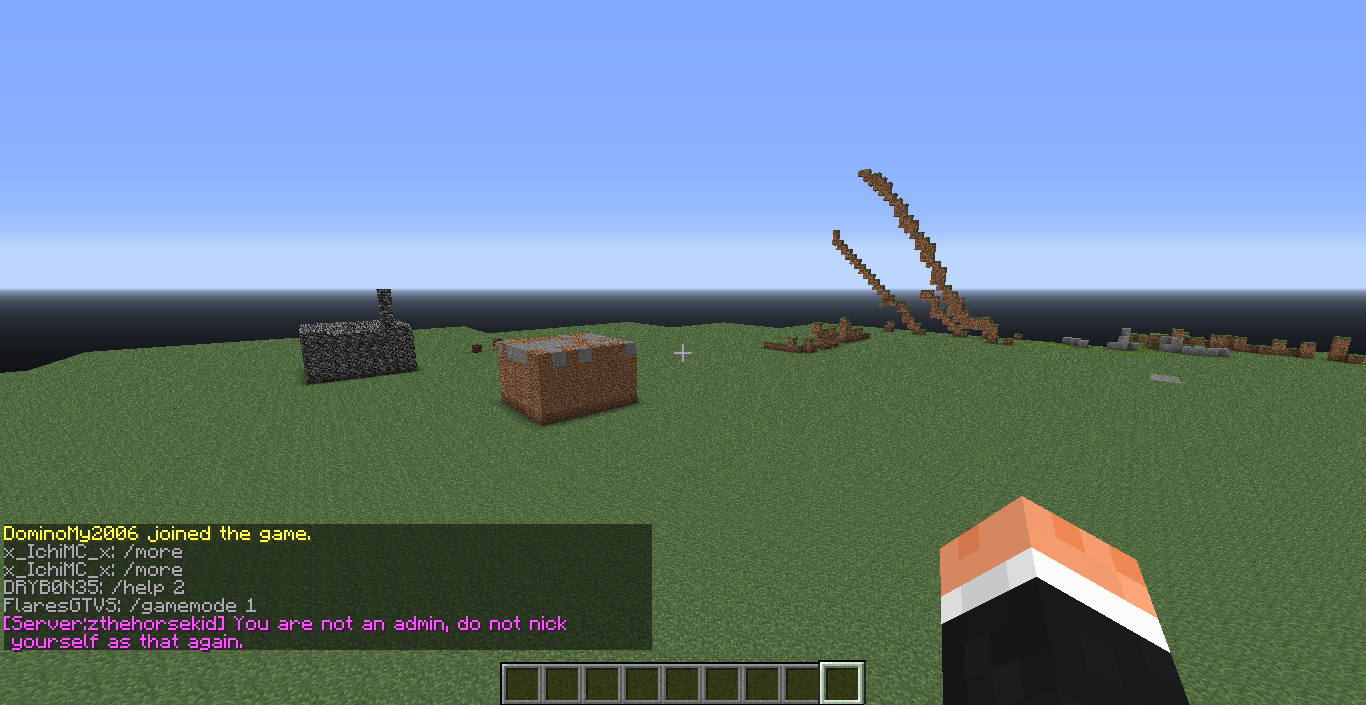 DominoMy2006 joined the game.
x_IchiMC_x: /more
x_IchiMC_x: /more
DRYB0N35: /help 2
FlaresGTVS: /gamemode 1
[Server:zthehorsekid] You are not an admin, do not nick
yourself as that again.